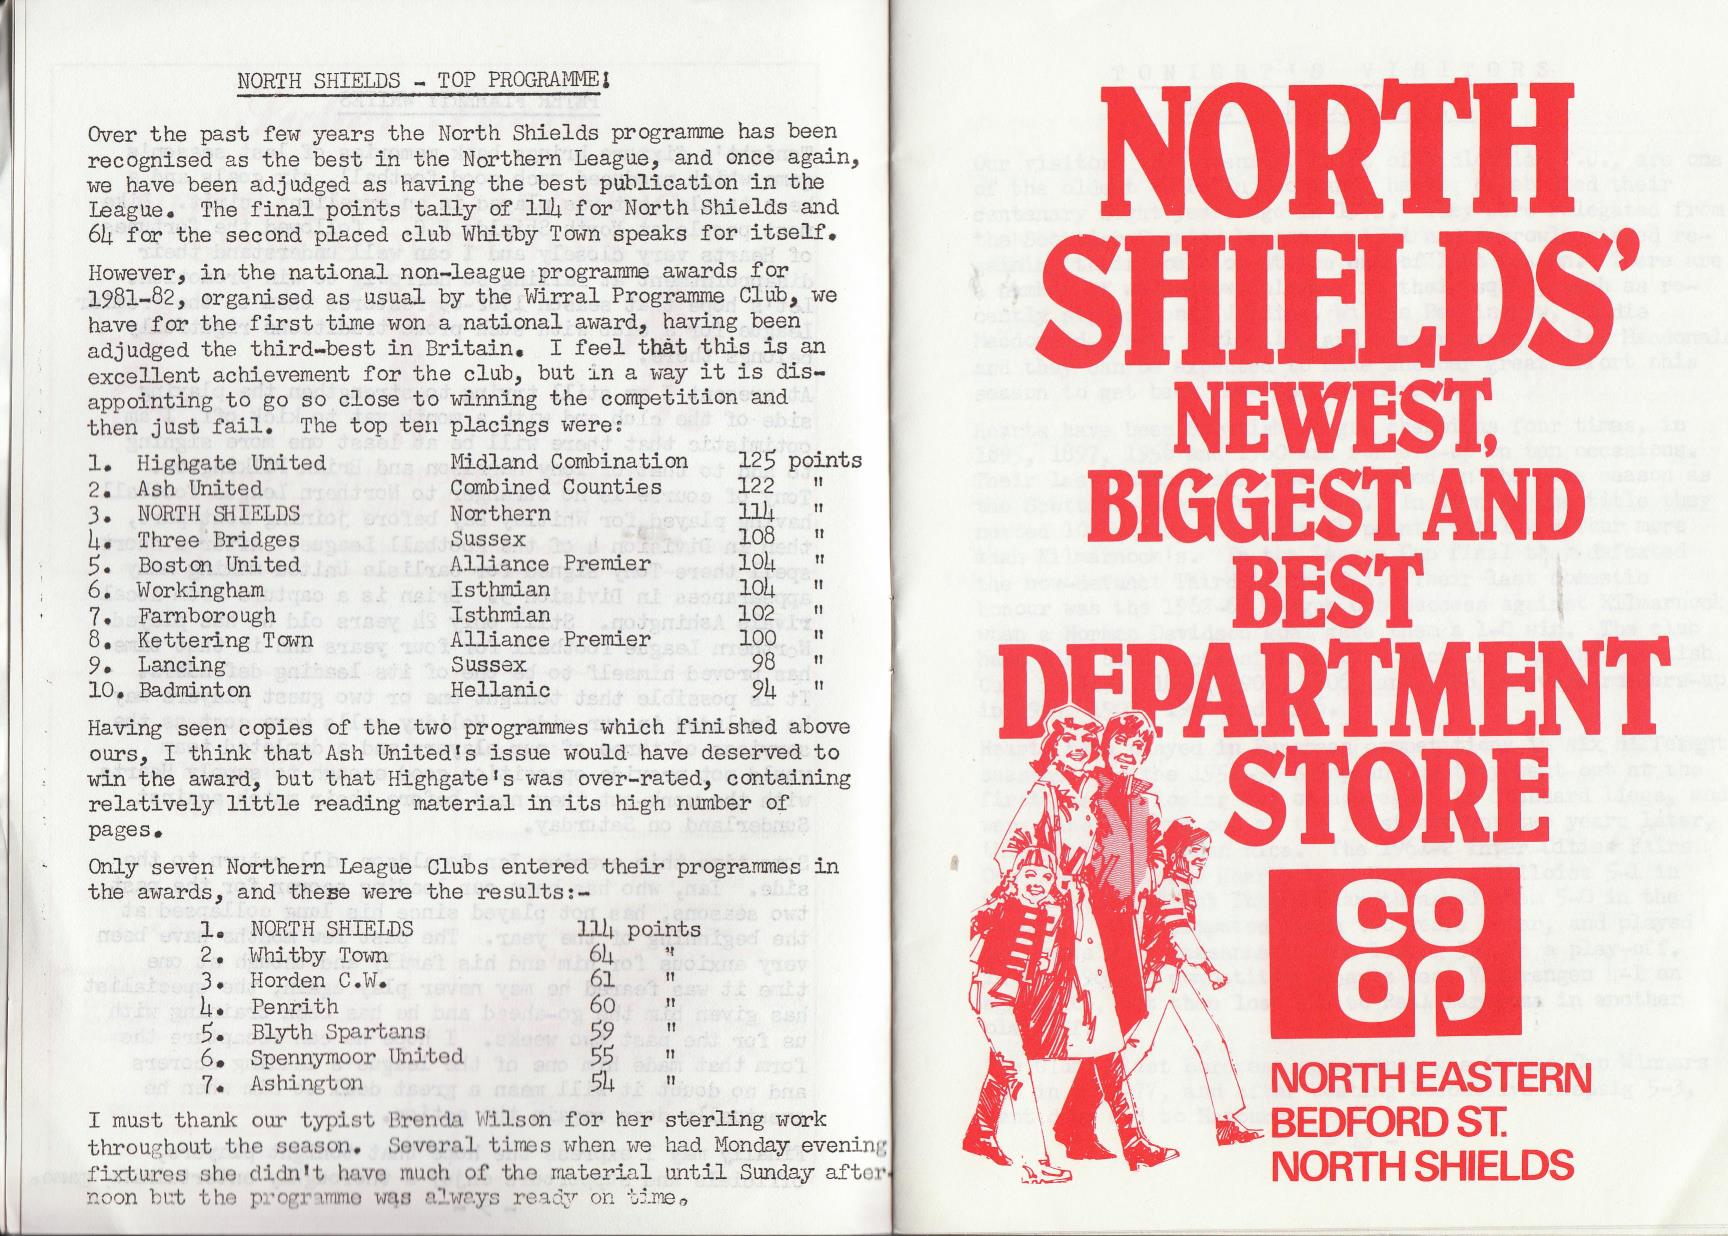 NORTH SHIELDS - TOP PROGRAMME!
Over the past few years the North Shields programme has been
recognised as the best in the Northern League, and once again,
we have been adjudged as having the best publication in the
League. The final points tally of 114 for North Shields and
64 for the second placed club Whitby Town speaks for itself.
However, in the national non-league programme awards for
1981-82, organised as usual by the Wirral Programme Club, we
have for the first time won a national award, having been
adjudged the third-best in Britain. I feel that this is an
excellent achievement for the club, but in a way it is dis-
appointing to go so close to winning the competition and
then just fail. The top ten placings were:
1. Highgate United Midland Combination 125 points
2. Ash United Combined Counties 122 "
3. NORTH SHIELDS Northern 114 "
4. Three Bridges Sussex 108 "
5. Boston United Alliance Premier 104 "
6. Workingham Isthmian 104 "
7. Farnborough Isthmian 102 "
8. Kettering Town Alliance Premier 100 "
9. Lancing Sussex 98 "
10. Badminton Hellanic 94 "
Having seen copies of the two programmes which finished above
ours, I think that Ash United's issue would have deserved to
win the award, but that Highgate's was over-rated, containing
relatively little reading material in its high number of
pages.
Only seven Northern League Clubs entered their programmes in
the awards, and these were the results:-
1. NORTH SHIELDS 114 points
2. Whitby Town 64 "
3. Horden C.W. 61 "
4. Penrith 60 "
5. Blyth Spartans 59 "
6. Spennymoor United 55 "
7. Ashington 54 "
I must thank our typist Brenda Wilson for her sterling work
throughout the season. Several times when we had Monday evening
fixtures she didn't have much of the material until Sunday after-
noon but the programme was always ready on time.
NORTH
SHIELDS'
NEWEST,
BIGGEST AND
BEST
DEPARTMENT
STORE
CO
OP
NORTH EASTERN
BEDFORD ST.
NORTH SHIELDS